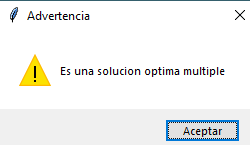 Advertencia
Es una solucion optima multiple
Aceptar